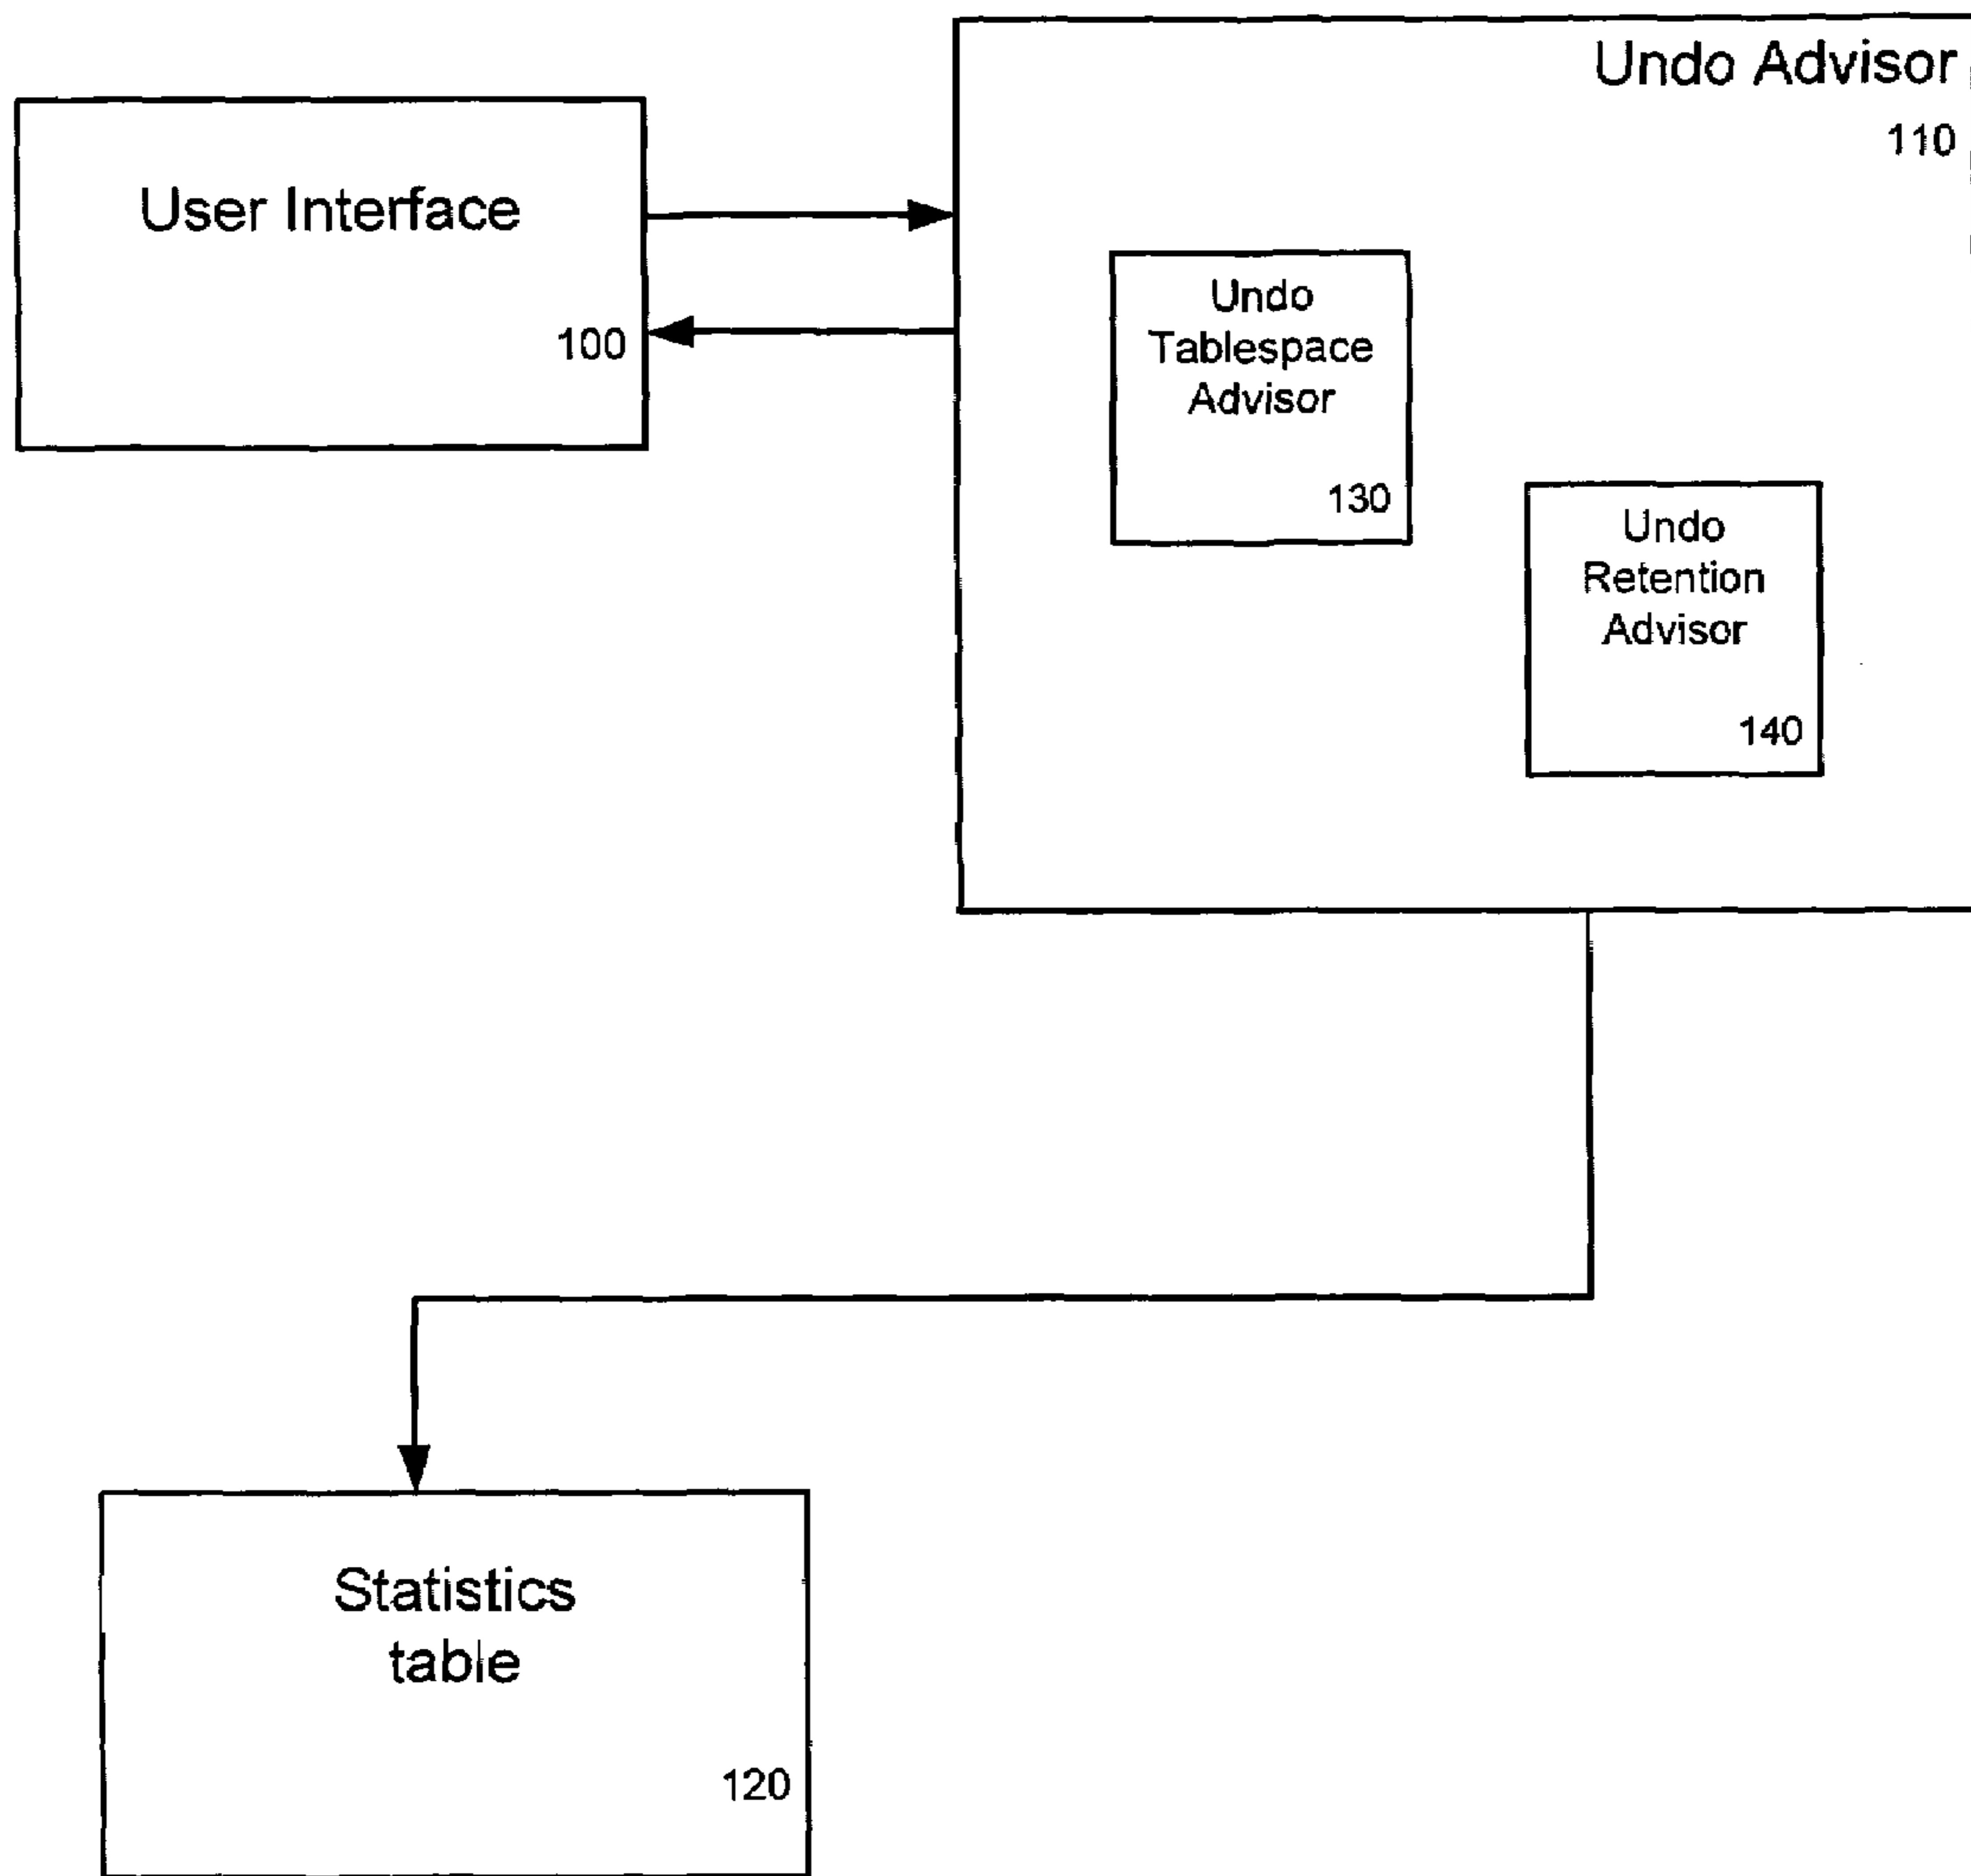 Undo Advisor
110
User Interface
100
Undo
Tablespace
Advisor
130
Undo
Retention
Advisor
140
Statistics
table
120